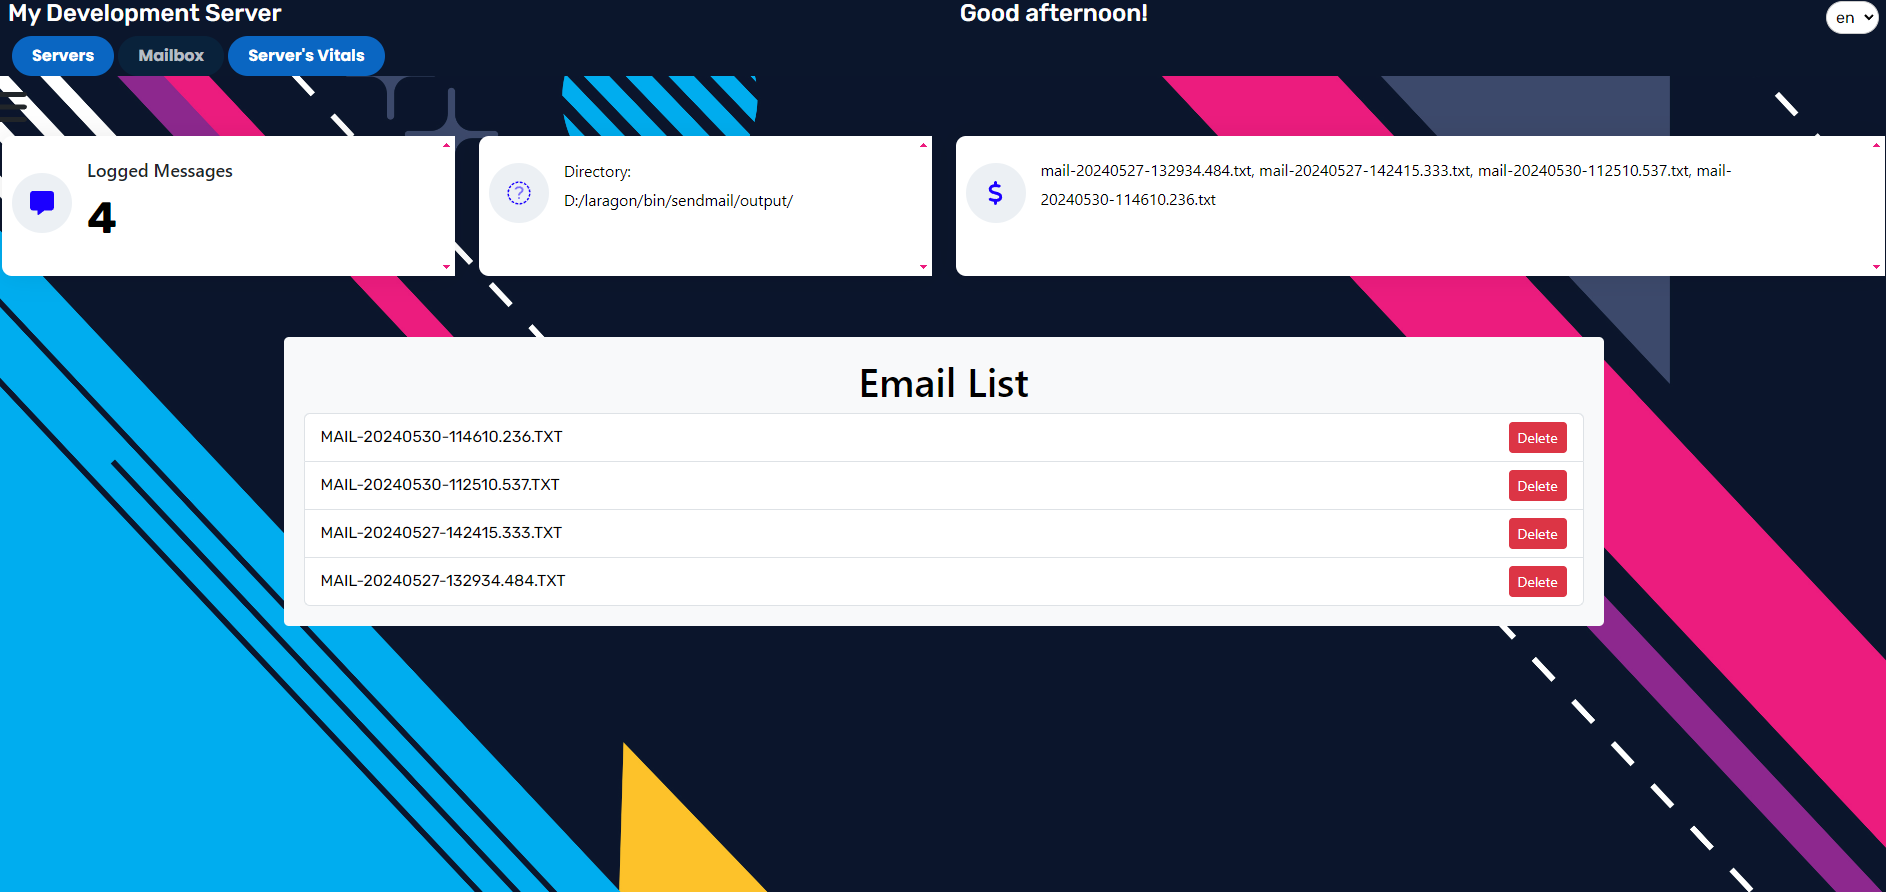 My Development Server
Good afternoon!
en
Servers
Mailbox
Server's Vitals
Logged Messages
4
Directory:
D:/laragon/bin/sendmail/output/
mail-20240527-132934.484.txt, mail-20240527-142415.333.txt, mail-20240530-112510.537.txt, mail-
20240530-114610.236.txt
Email List
MAIL-20240530-114610.236.TXT
Delete
MAIL-20240530-112510.537.TXT
Delete
MAIL-20240527-142415.333.TXT
Delete
MAIL-20240527-132934.484.TXT
Delete